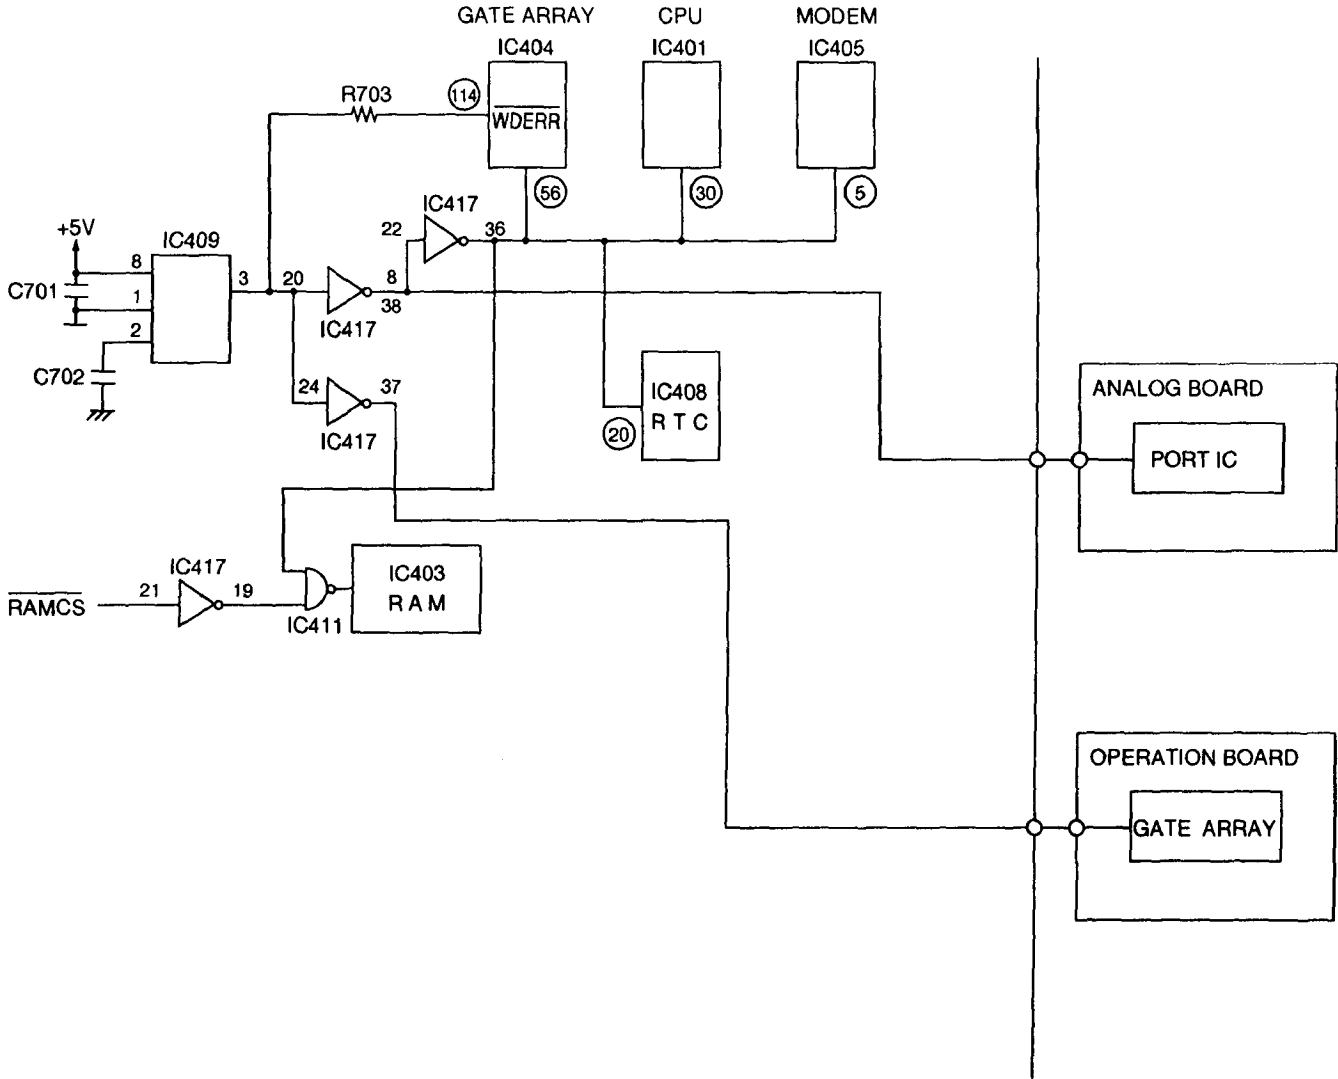 GATE ARRAY
CPU
MODEM
IC404
IC401
IC405
R703
114
WDERR
56
30
5
IC417
22
36
+5V
IC409
8
C701
1
2
C702
3
20
8
38
IC417
24
37
IC417
IC408
RTC
20
ANALOG BOARD
PORT IC
IC417
RAMCS
21
19
IC411
IC403
RAM
OPERATION BOARD
GATE ARRAY